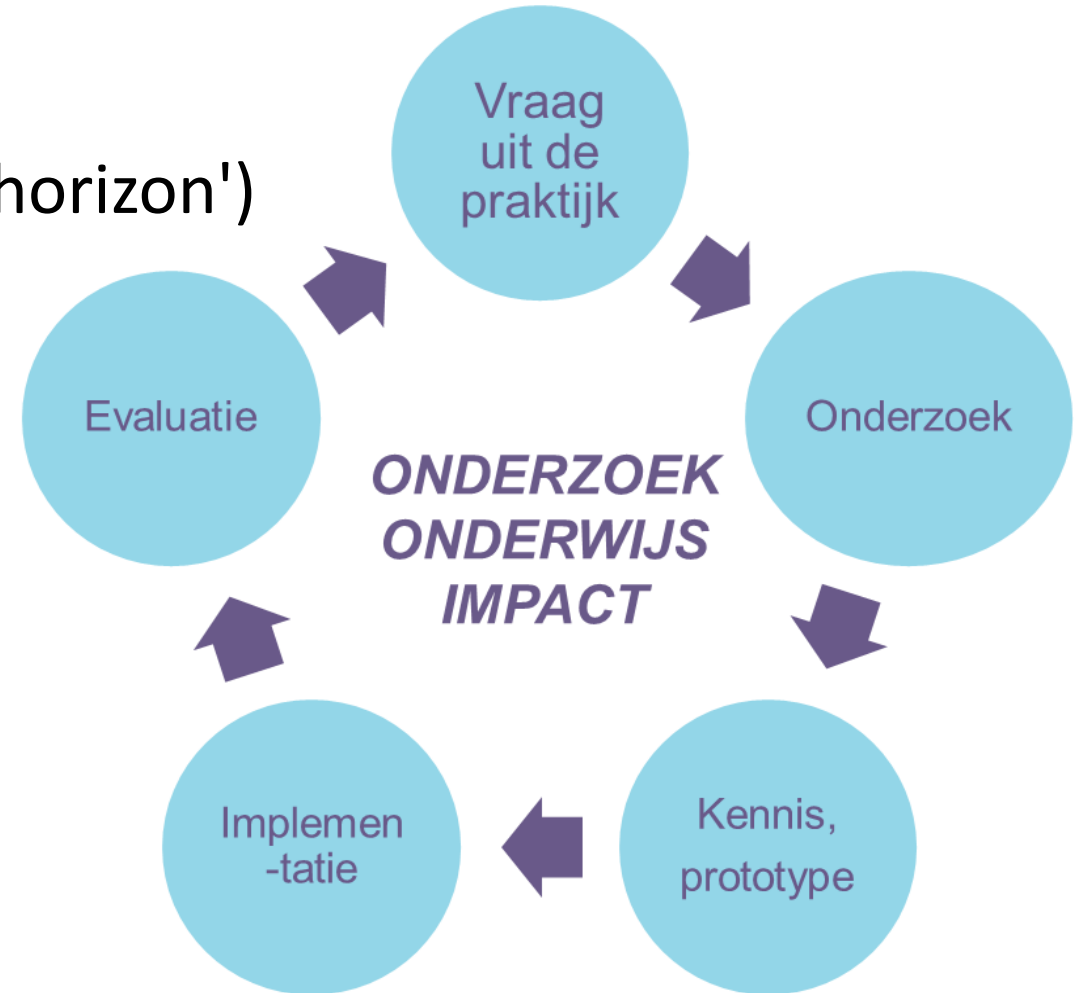 horizon')
Vraag
uit de
praktijk
Onderzoek
Kennis,
prototype
Implemen
-tatie
Evaluatie
ONDERZOEK
ONDERWIJS
IMPACT